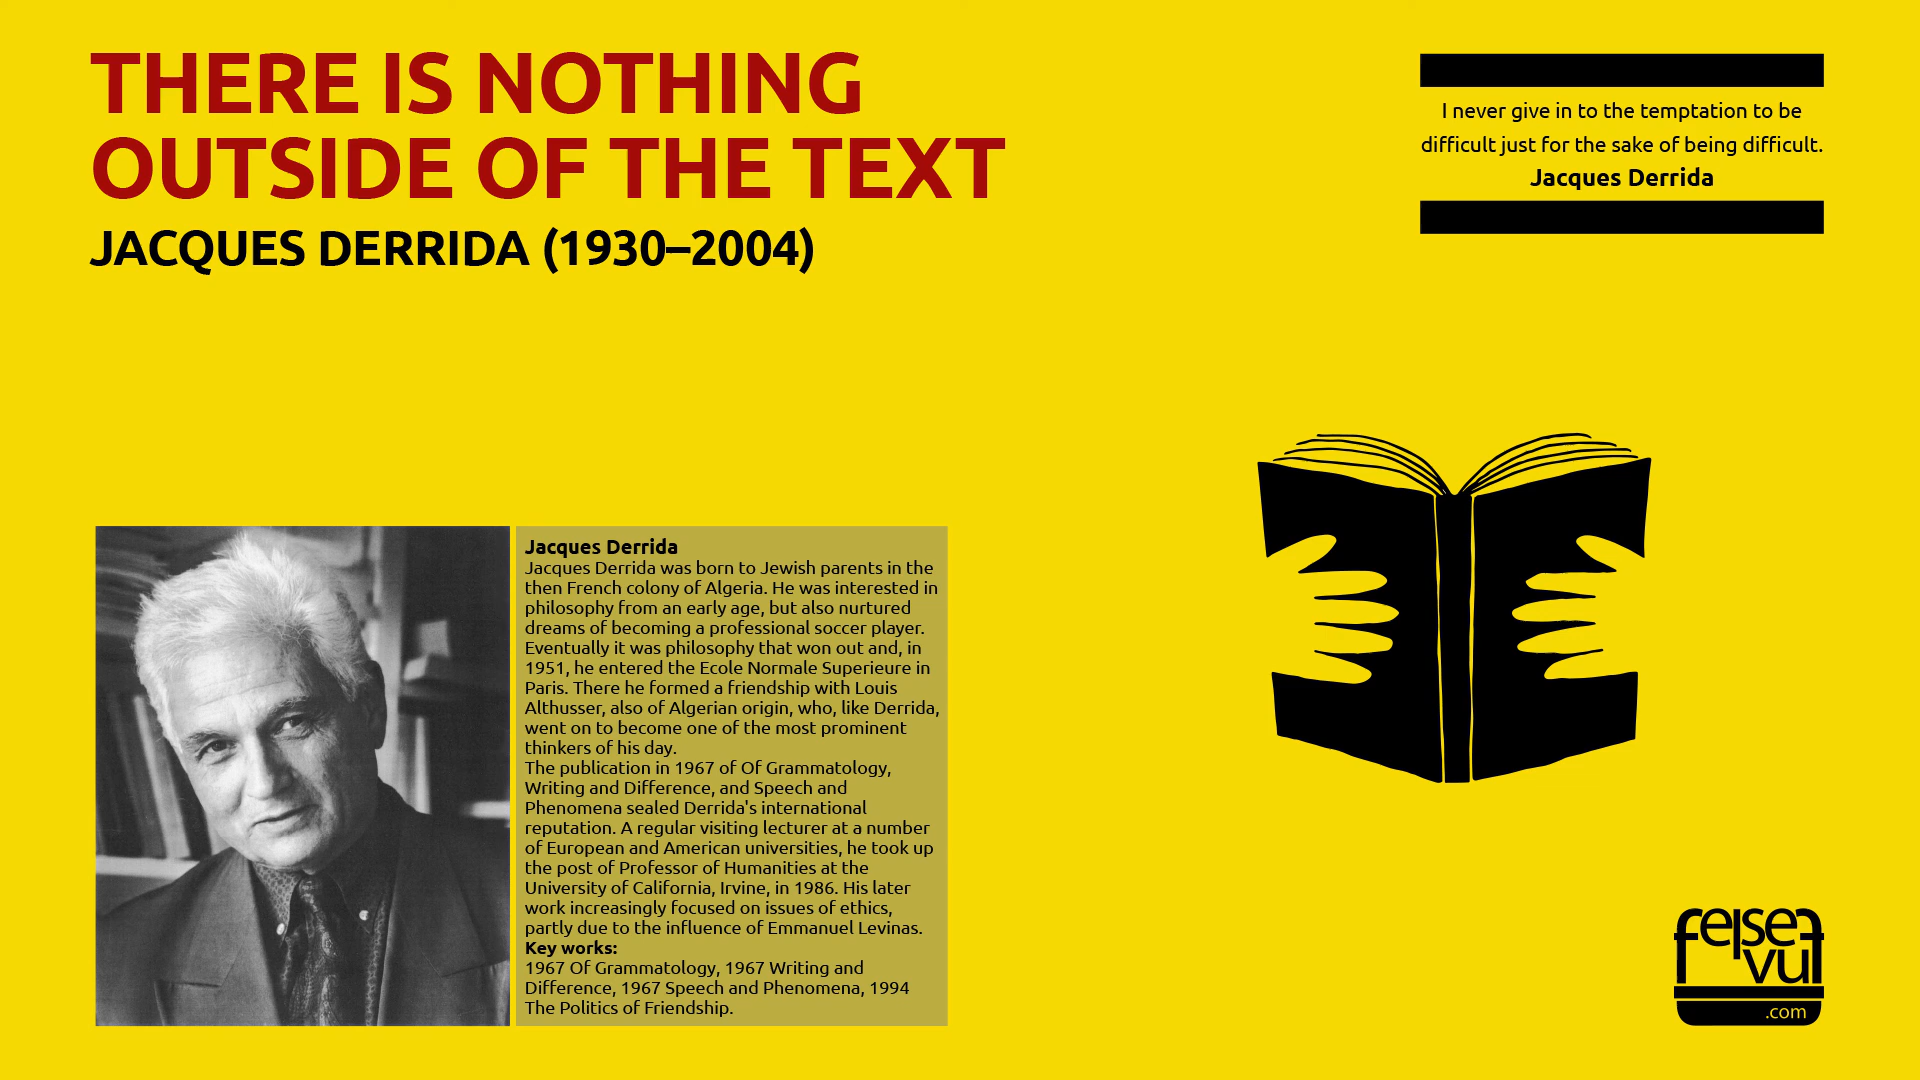 THERE IS NOTHING
OUTSIDE OF THE TEXT
JACQUES DERRIDA (1930–2004)
I never give in to the temptation to be
difficult just for the sake of being difficult.
Jacques Derrida
Jacques Derrida
Jacques Derrida was born to Jewish parents in the
then French colony of Algeria. He was interested in
philosophy from an early age, but also nurtured
dreams of becoming a professional soccer player.
Eventually it was philosophy that won out and, in
1951, he entered the Ecole Normale Superieure in
Paris. There he formed a friendship with Louis
Althusser, also of Algerian origin, who, like Derrida,
went on to become one of the most prominent
thinkers of his day.
The publication in 1967 of Of Grammatology,
Writing and Difference, and Speech and
Phenomena sealed Derrida's international
reputation. A regular visiting lecturer at a number
of European and American universities, he took up
the post of Professor of Humanities at the
University of California, Irvine, in 1986. His later
work increasingly focused on issues of ethics,
partly due to the influence of Emmanuel Levinas.
Key works:
1967 Of Grammatology, 1967 Writing and
Difference, 1967 Speech and Phenomena, 1994
The Politics of Friendship.
felsef
vul
.com